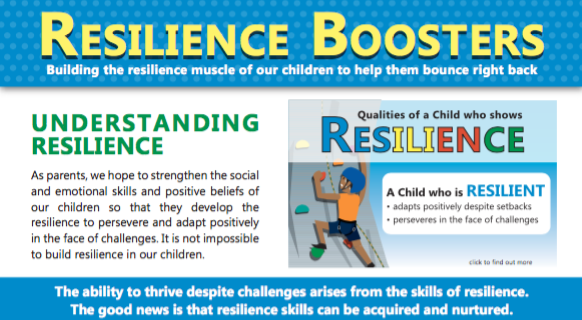 RESILIENCE BOOSTERS
Building the resilience muscle of our children to help them bounce right back
UNDERSTANDING
RESILIENCE
As parents, we hope to strengthen the social
and emotional skills and positive beliefs of
our children so that they develop the
resilience to persevere and adapt positively
in the face of challenges. It is not impossible
to build resilience in our children.
Qualities of a Child who shows
RESILIENCE
A Child who is RESILIENT
• adapts positively despite setbacks
• perseveres in the face of challenges
click to find out more
The ability to thrive despite challenges arises from the skills of resilience.
The good news is that resilience skills can be acquired and nurtured.